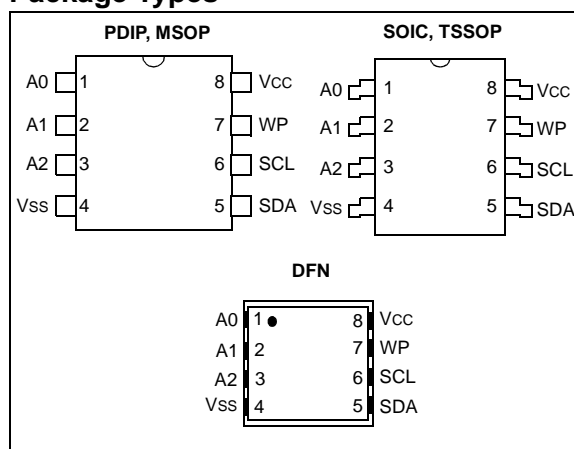 Package Types
PDIP, MSOP
A0 1 8 VCC
A1 2 7 WP
A2 3 6 SCL
VSS 4 5 SDA
SOIC, TSSOP
A0 1 8 VCC
A1 2 7 WP
A2 3 6 SCL
VSS 4 5 SDA
DFN
A0 1 8 VCC
A1 2 7 WP
A2 3 6 SCL
VSS 4 5 SDA